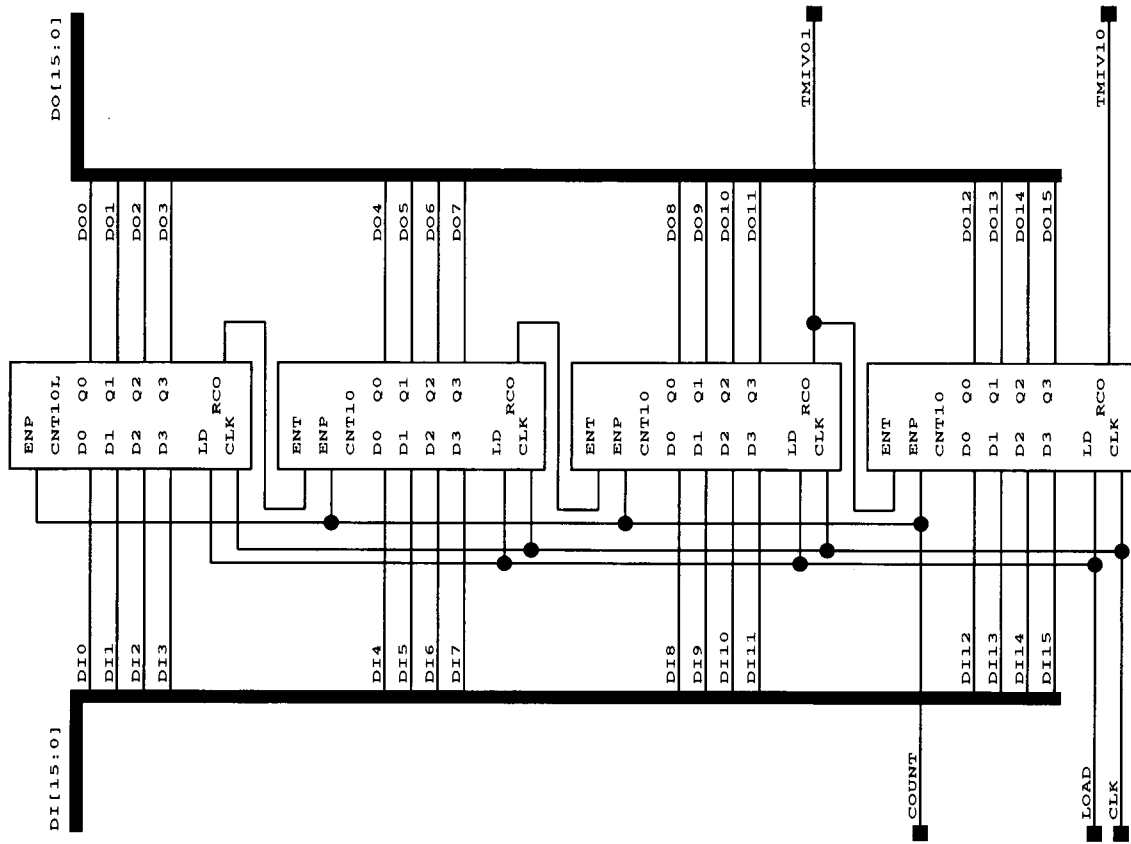 DI[15:0]
DO[15:0]
ENP
CNT10L
DI0 D0 Q0 DO0
DI1 D1 Q1 DO1
DI2 D2 Q2 DO2
DI3 D3 Q3 DO3
LD
RCO
CLK
ENT
ENP
CNT10
DI4 D0 Q0 DO4
DI5 D1 Q1 DO5
DI6 D2 Q2 DO6
DI7 D3 Q3 DO7
LD
RCO
CLK
ENT
ENP
CNT10
DI8 D0 Q0 DO8
DI9 D1 Q1 DO9
DI10 D2 Q2 DO10
DI11 D3 Q3 DO11
LD
RCO
TMIV01
CLK
ENT
COUNT
ENP
CNT10
DI12 D0 Q0 DO12
DI13 D1 Q1 DO13
DI14 D2 Q2 DO14
DI15 D3 Q3 DO15
LOAD
LD
RCO
TMIV10
CLK
CLK